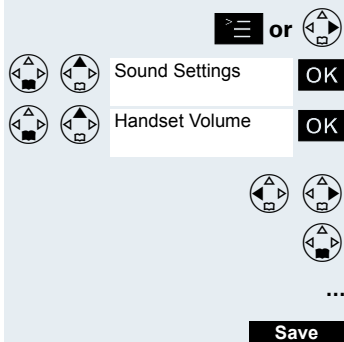 or
Sound Settings OK
Handset Volume OK
...
Save